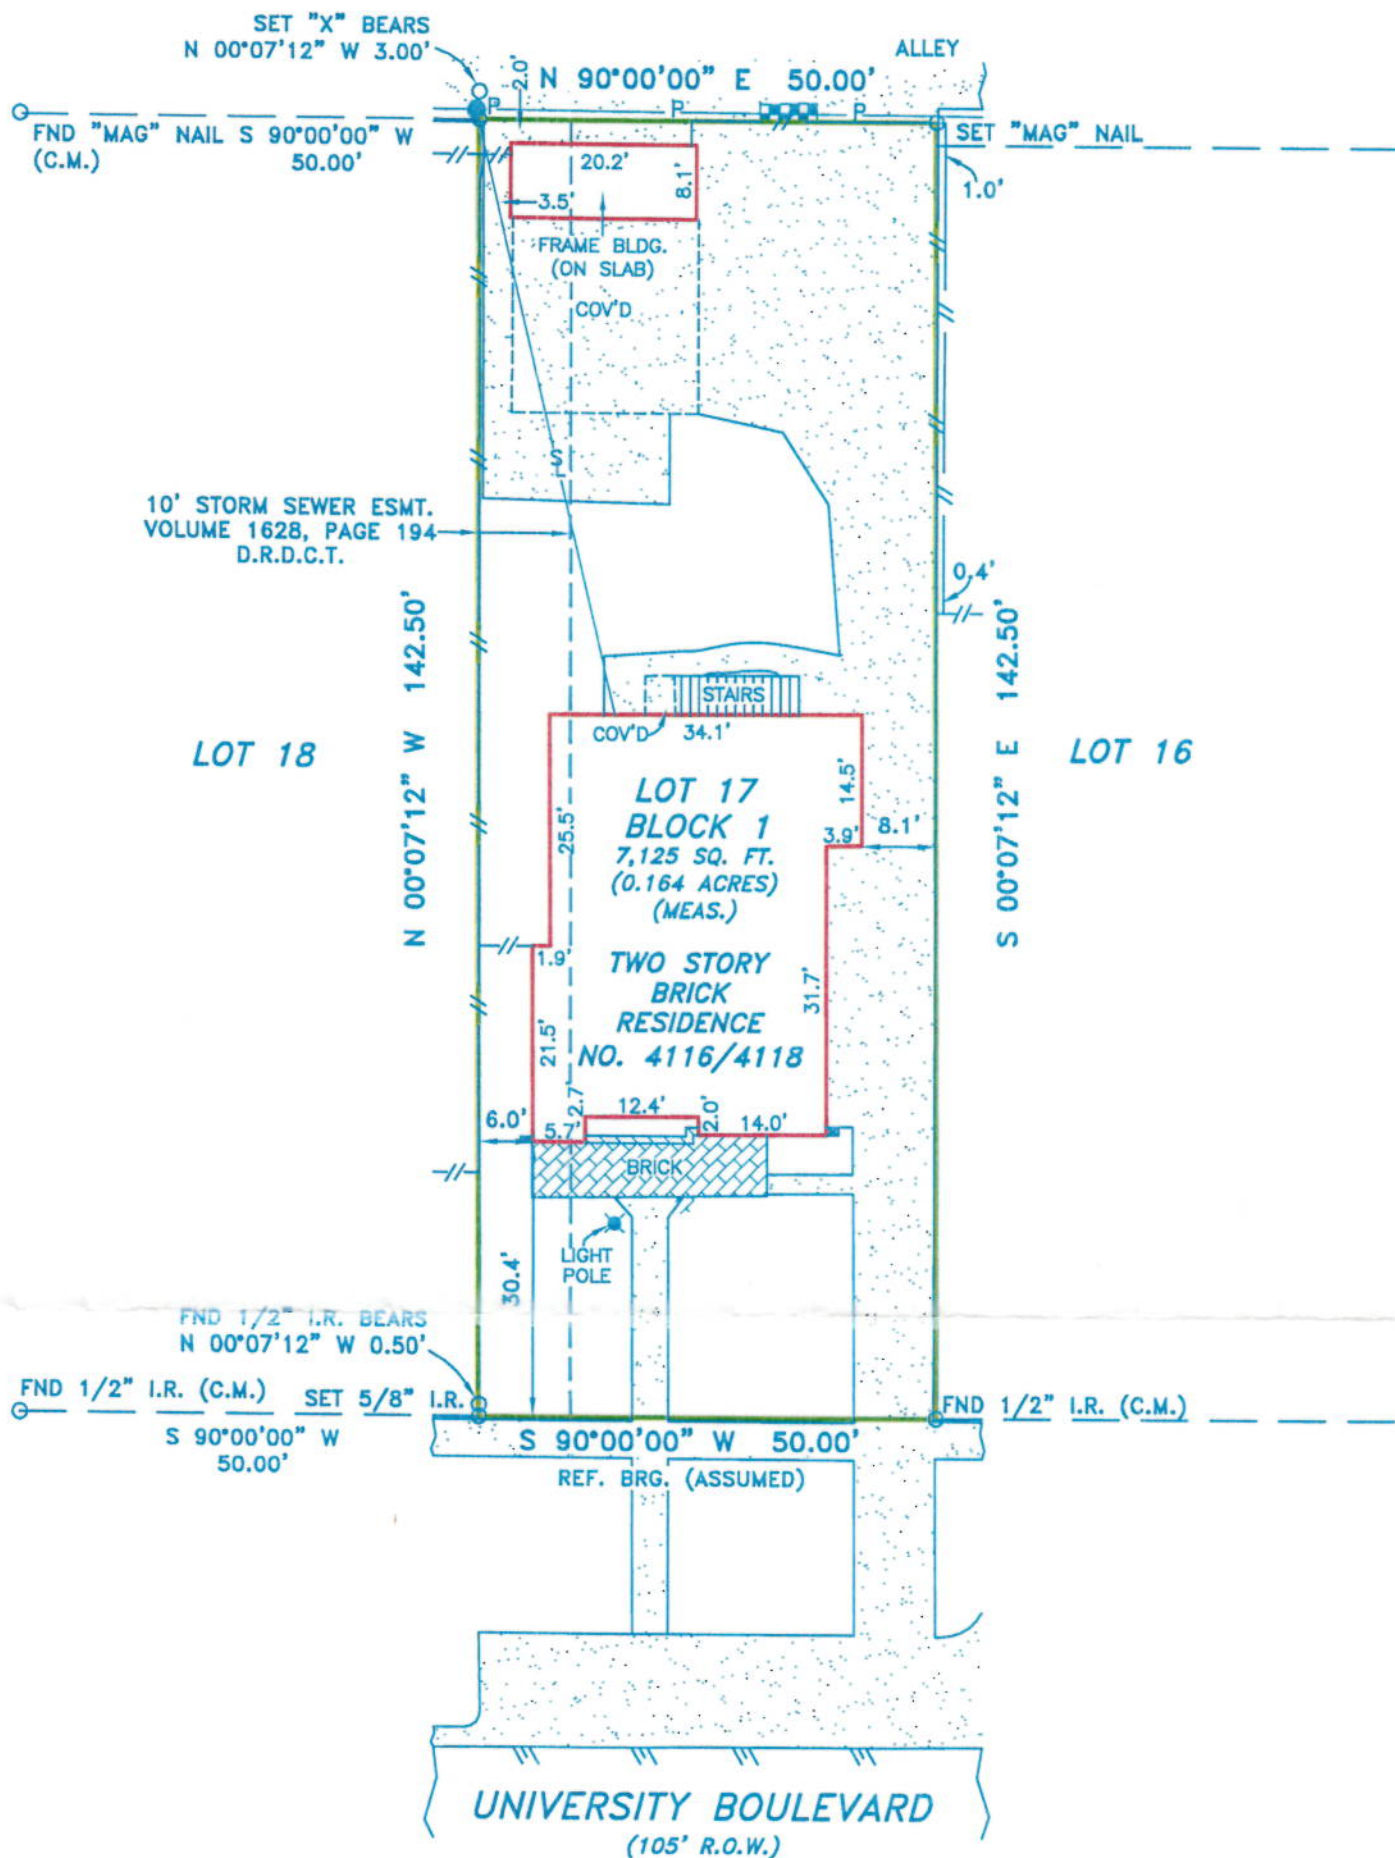 SET "X" BEARS
N 00°07'12" W 3.00'
ALLEY
2.0'
N 90°00'00" E 50.00'
P
P
P
FND "MAG" NAIL S 90°00'00" W
(C.M.) 50.00'
SET "MAG" NAIL
20.2'
8.1'
1.0'
3.5'
FRAME BLDG.
(ON SLAB)
COV'D
S
10' STORM SEWER ESMT.
VOLUME 1628, PAGE 194
D.R.D.C.T.
0.4'
N 00°07'12" W 142.50'
S 00°07'12" E 142.50'
STAIRS
COV'D
34.1'
LOT 18
LOT 16
LOT 17
BLOCK 1
7,125 SQ. FT.
(0.164 ACRES)
(MEAS.)
14.5'
25.5'
3.9'
8.1'
1.9'
TWO STORY
BRICK
RESIDENCE
NO. 4116/4118
31.7'
21.5'
2.7'
12.4'
2.0'
6.0'
5.7'
14.0'
BRICK
LIGHT
POLE
30.4'
FND 1/2" I.R. BEARS
N 00°07'12" W 0.50'
FND 1/2" I.R. (C.M.)
SET 5/8" I.R.
FND 1/2" I.R. (C.M.)
S 90°00'00" W
50.00'
S 90°00'00" W 50.00'
REF. BRG. (ASSUMED)
UNIVERSITY BOULEVARD
(105' R.O.W.)